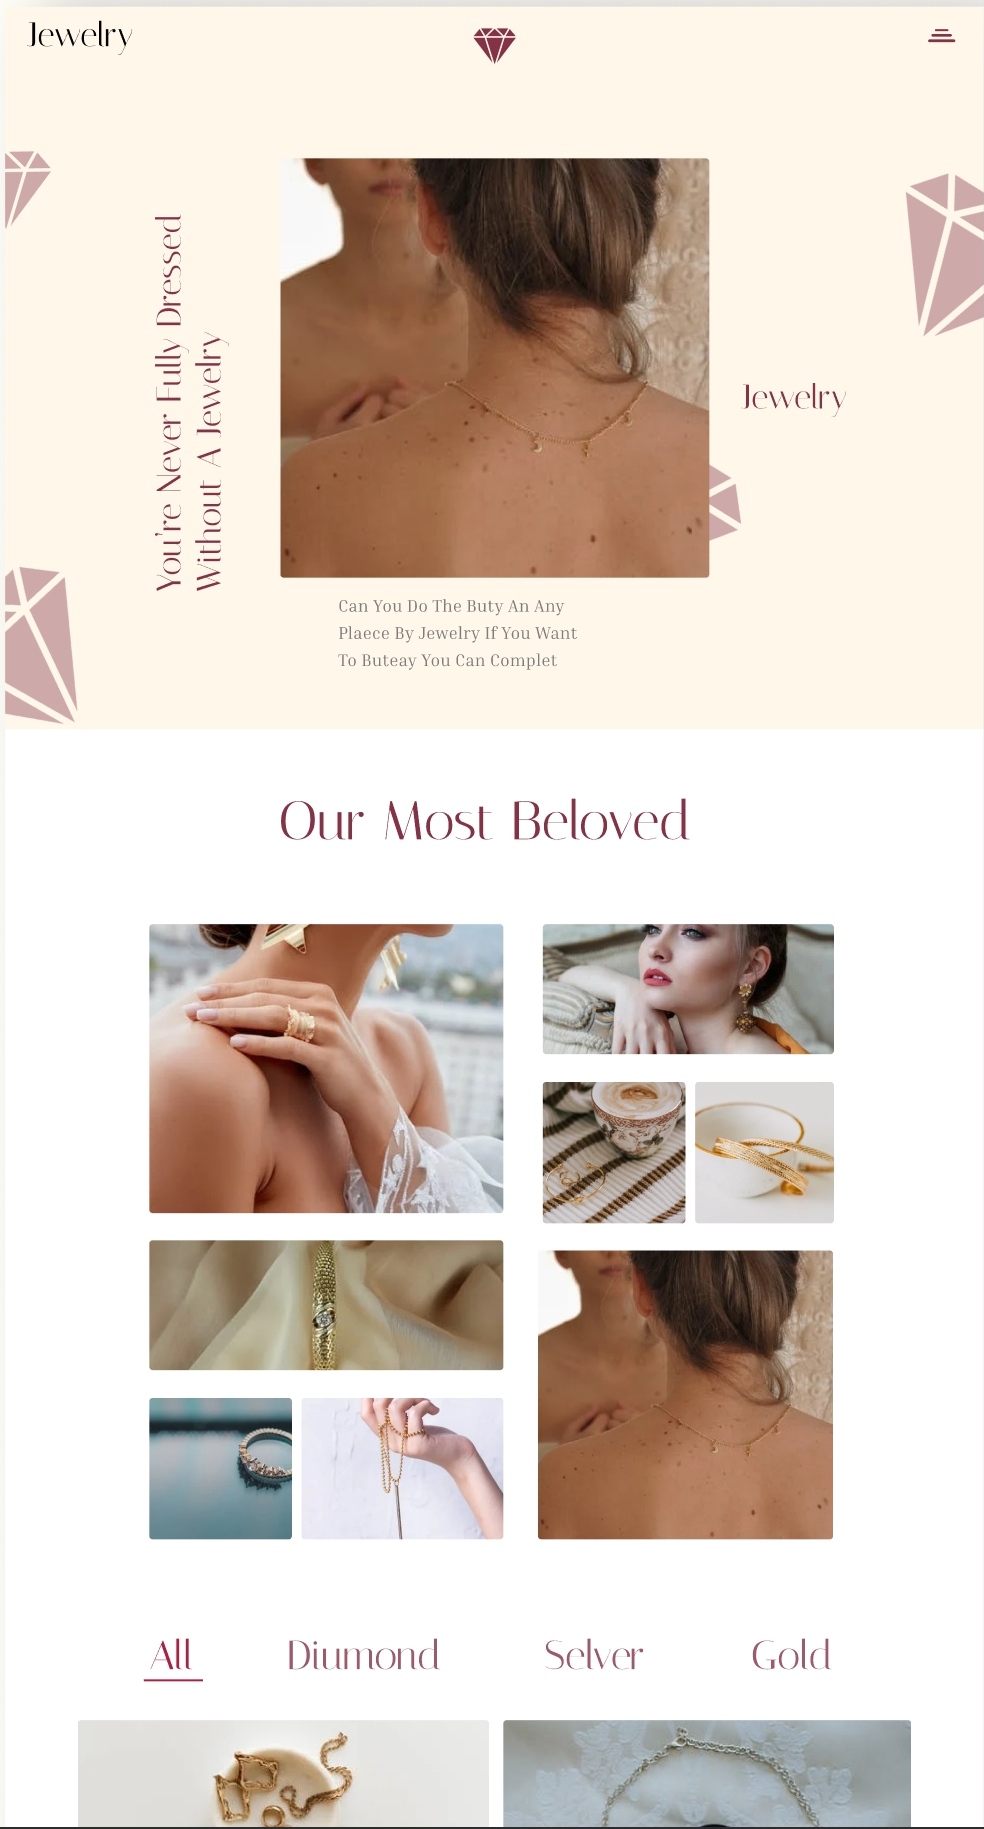 Jewelry
You're Never Fully Dressed
Without A Jewelry
Jewelry
Can You Do The Buty An Any
Plaece By Jewelry If You Want
To Buteay You Can Complet
Our Most Beloved
All
Diumond
Selver
Gold